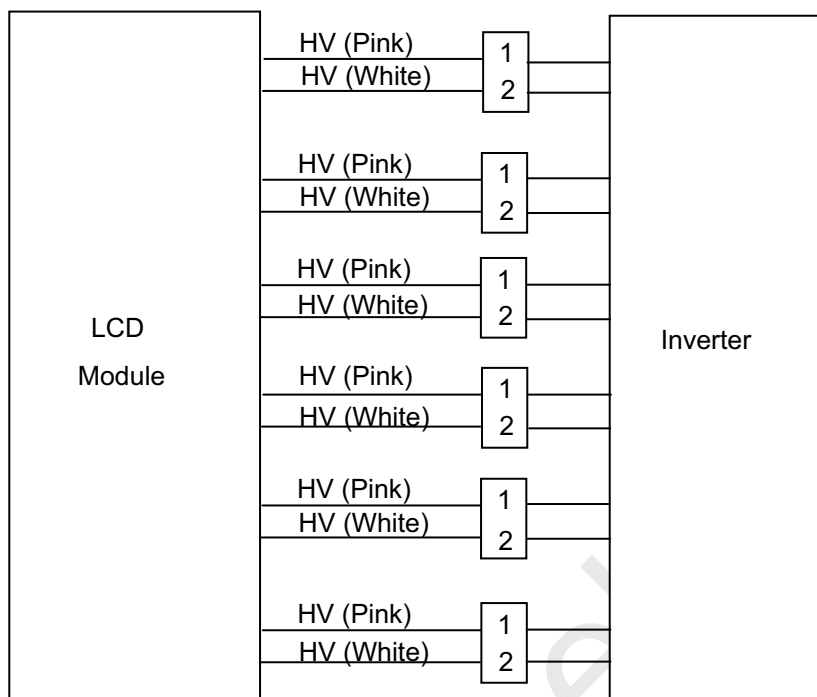 HV (Pink)
1
HV (White)
2
HV (Pink)
1
HV (White)
2
HV (Pink)
1
HV (White)
2
LCD
Module
Inverter
HV (Pink)
1
HV (White)
2
HV (Pink)
1
HV (White)
2
HV (Pink)
1
HV (White)
2